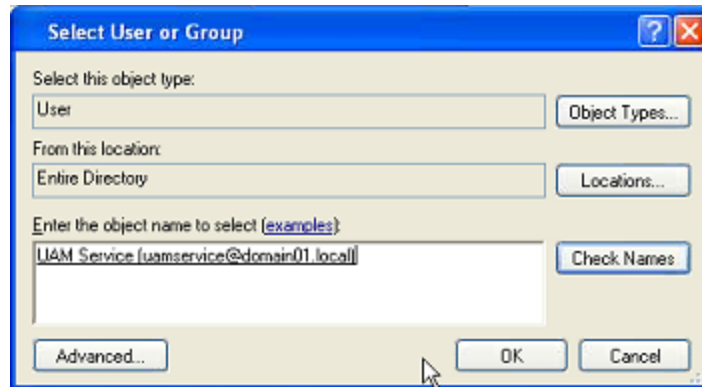 Select User or Group
Select this object type:
User
Object Types...
From this location:
Entire Directory
Locations...
Enter the object name to select (examples):
UAM Service (uamservice@domain01.local)
Check Names
Advanced...
OK
Cancel